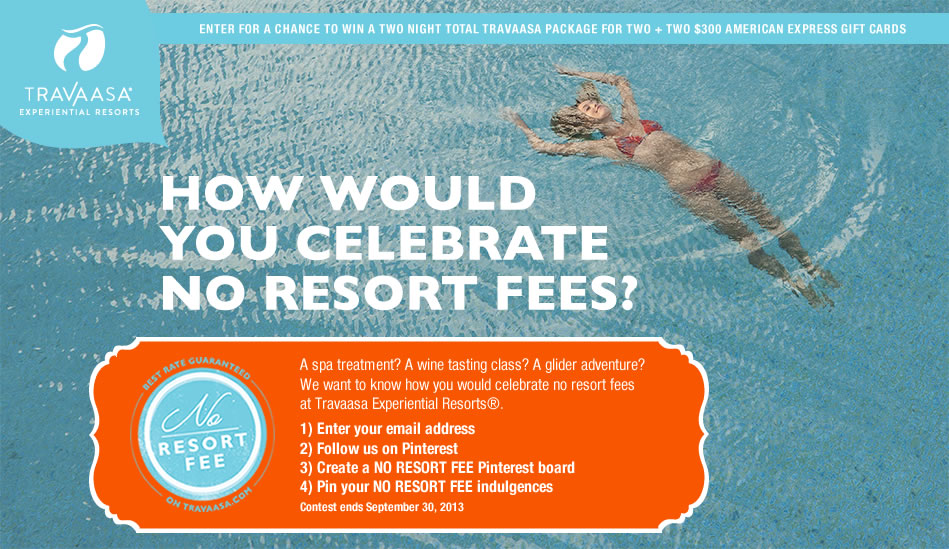 ENTER FOR A CHANCE TO WIN A TWO NIGHT TOTAL TRAVAASA PACKAGE FOR TWO + TWO $300 AMERICAN EXPRESS GIFT CARDS
TRAVAASA®
EXPERIENTIAL RESORTS
HOW WOULD
YOU CELEBRATE
NO RESORT FEES?
BEST RATE GUARANTEED
No
RESORT
FEE
ON TRAVAASA.COM
A spa treatment? A wine tasting class? A glider adventure?
We want to know how you would celebrate no resort fees
at Travaasa Experiential Resorts®.
1) Enter your email address
2) Follow us on Pinterest
3) Create a NO RESORT FEE Pinterest board
4) Pin your NO RESORT FEE indulgences
Contest ends September 30, 2013